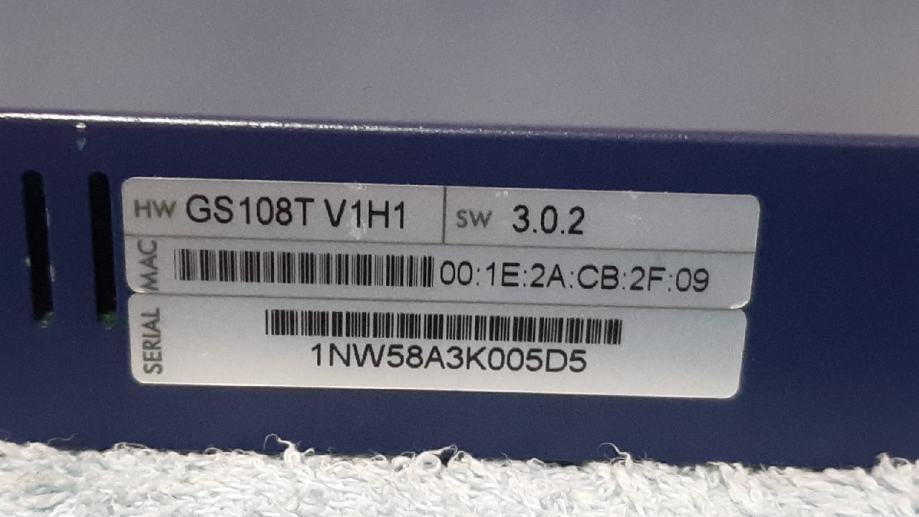 HW GS108T V1H1 SW 3.0.2
MAC 00:1E:2A:CB:2F:09
SERIAL 1NW58A3K005D5